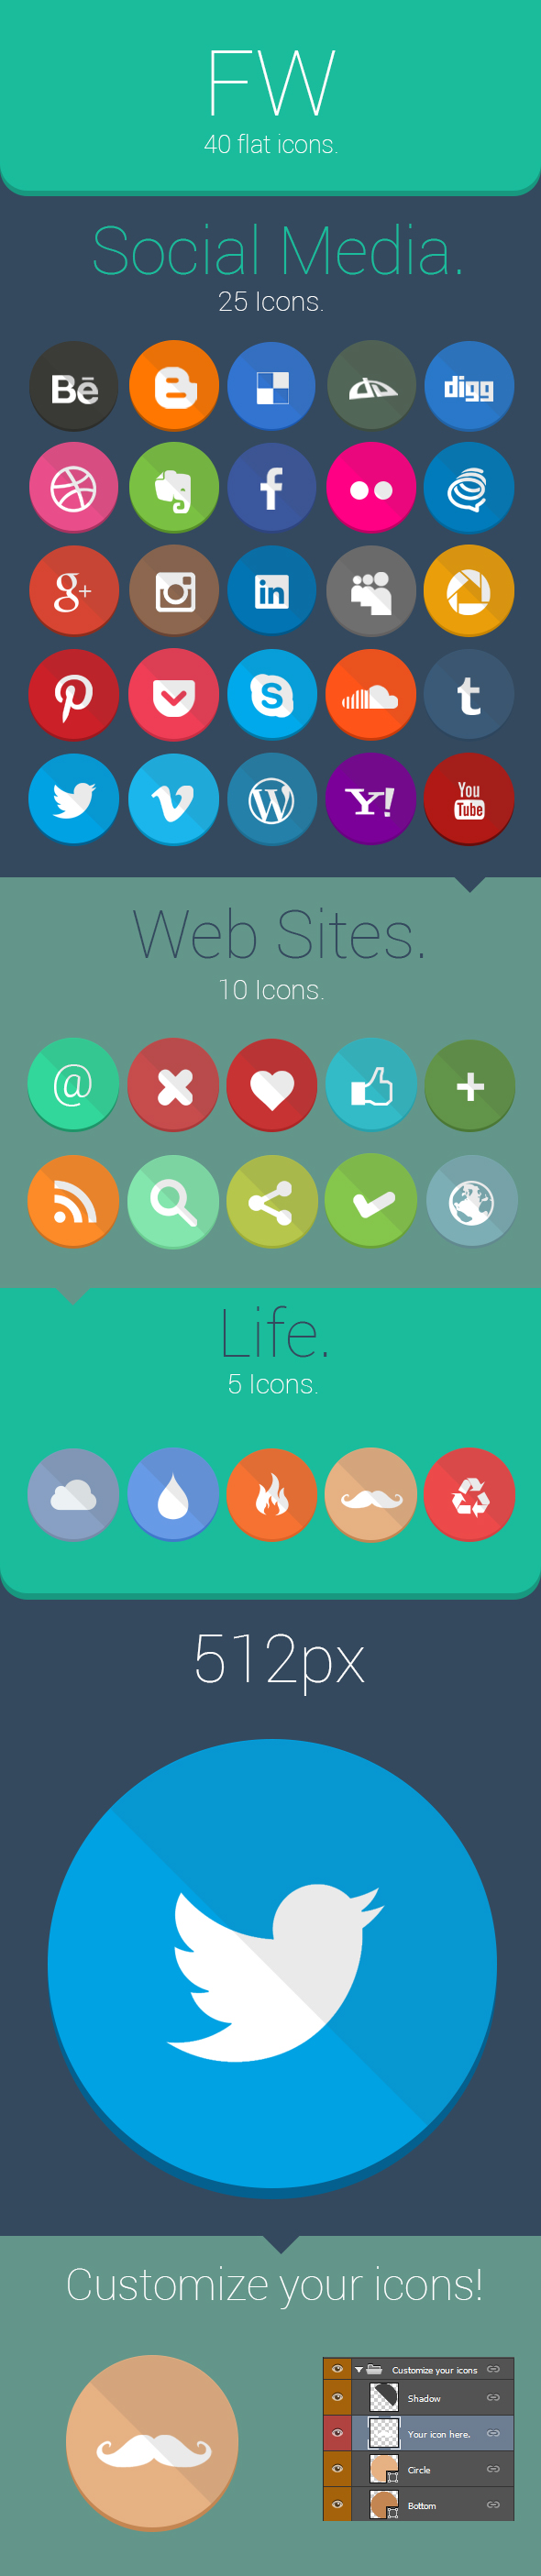 FW
40 flat icons.
Social Media.
25 Icons.
Bē
digg
f
g+
in
S
t
W
Y!
You
Tube
Web Sites.
10 Icons.
@
Life.
5 Icons.
512px
Customize your icons!
Customize your icons
Shadow
Your icon here.
Circle
Bottom